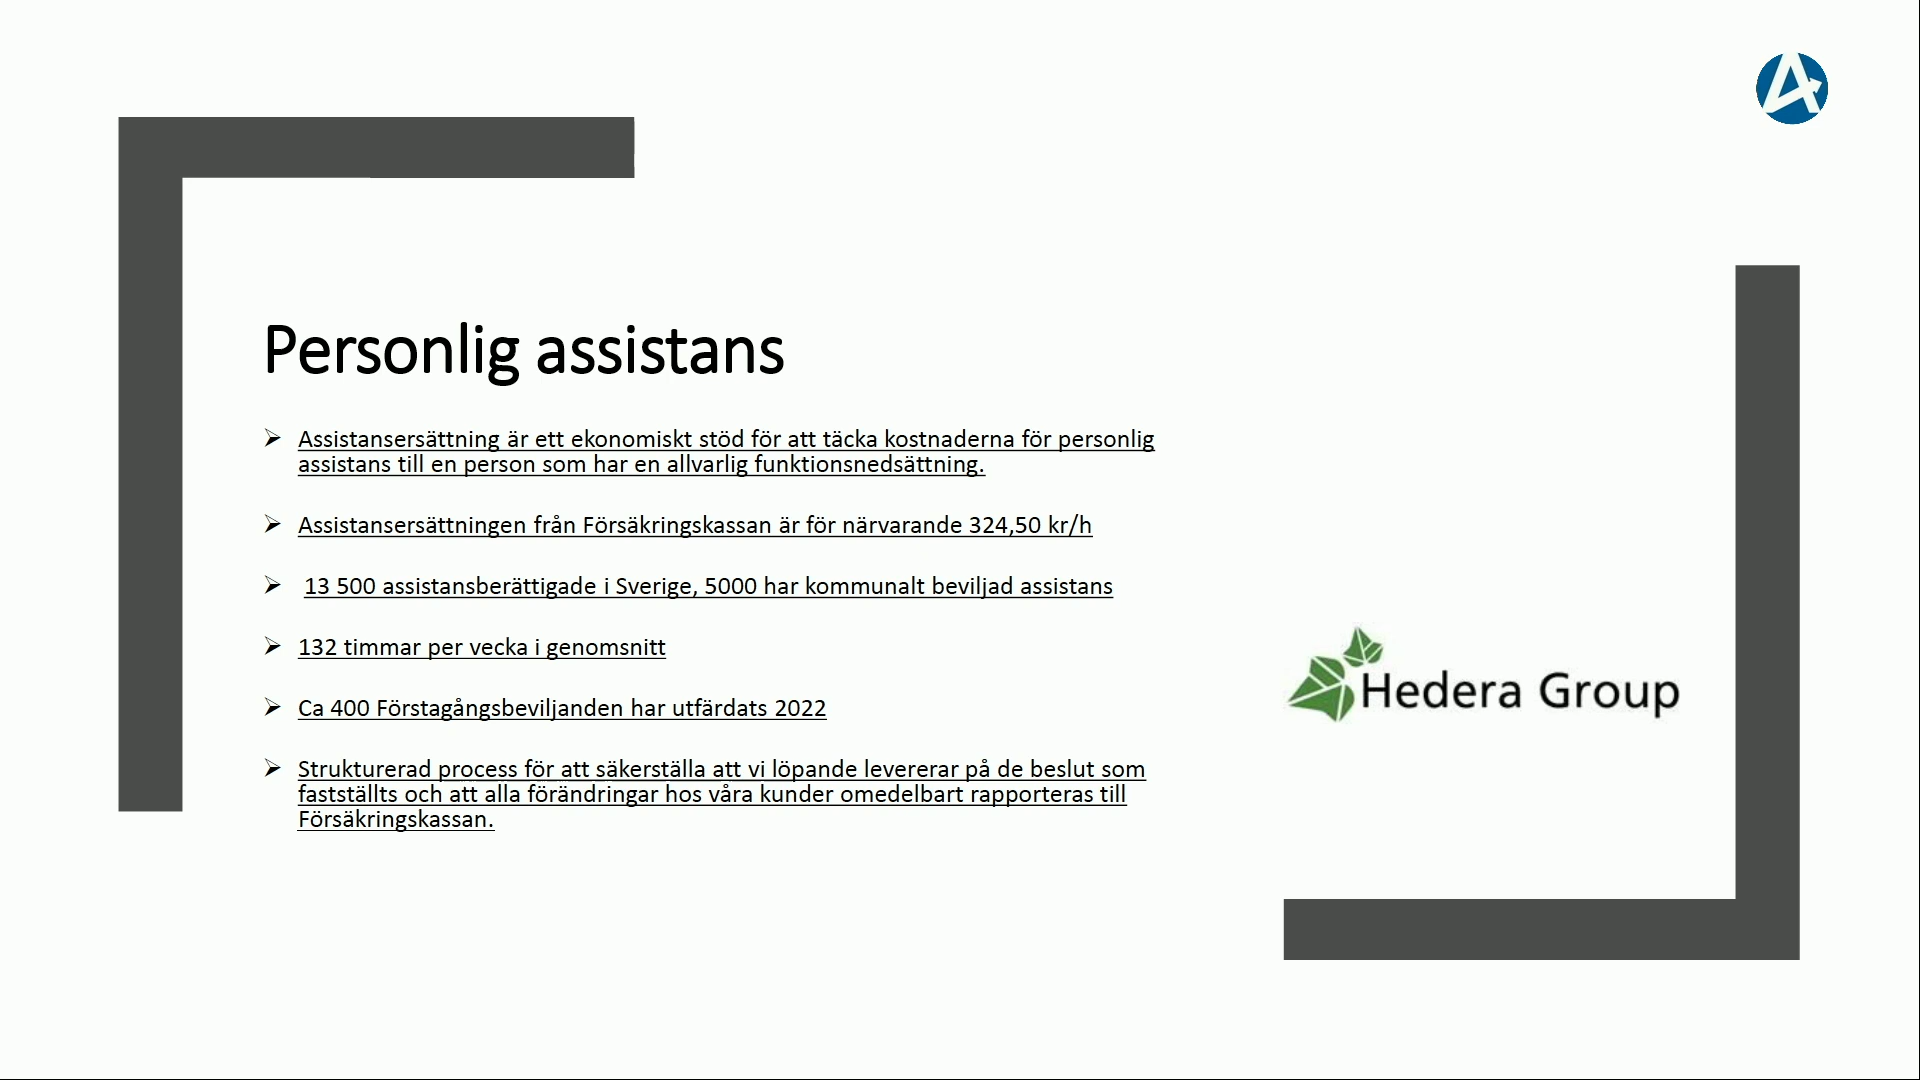 Personlig assistans
Assistansersättning är ett ekonomiskt stöd för att täcka kostnaderna för personlig
assistans till en person som har en allvarlig funktionsnedsättning.
Assistansersättningen från Försäkringskassan är för närvarande 324,50 kr/h
13 500 assistansberättigade i Sverige, 5000 har kommunalt beviljad assistans
132 timmar per vecka i genomsnitt
Ca 400 Förstagångsbeviljanden har utfärdats 2022
Strukturerad process för att säkerställa att vi löpande levererar på de beslut som
fastställts och att alla förändringar hos våra kunder omedelbart rapporteras till
Försäkringskassan.
Hedera Group